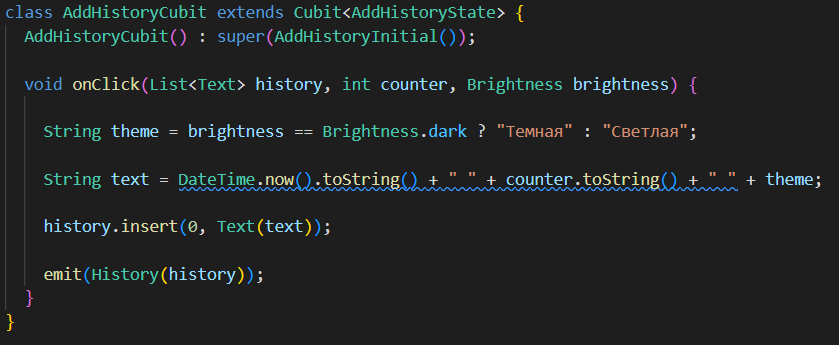 class AddHistoryCubit extends Cubit<AddHistoryState> {
  AddHistoryCubit() : super(AddHistoryInitial());
  void onClick(List<Text> history, int counter, Brightness brightness) {
    String theme = brightness == Brightness.dark ? "Темная" : "Светлая";
    String text = DateTime.now().toString() + " " + counter.toString() + " " + theme;
    history.insert(0, Text(text));
    emit(History(history));
  }
}